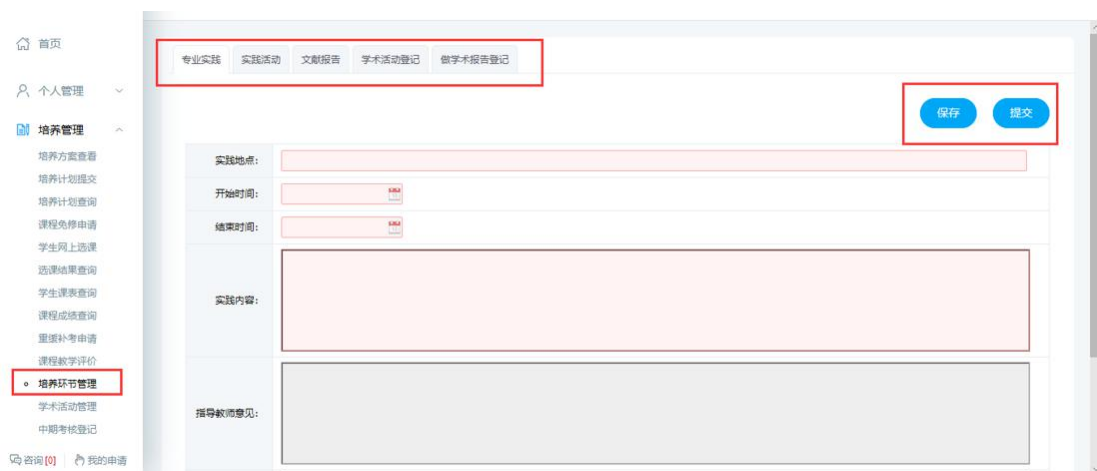 首页
个人管理
培养管理
培养方案查看
培养计划提交
培养计划查询
课程免修申请
学生网上选课
选课结果查询
学生课表查询
课程成绩查询
重缓补考申请
课程教学评价
培养环节管理
学术活动管理
中期考核登记
咨询[0] 我的申请
专业实践 实践活动 文献报告 学术活动登记 做学术报告登记
保存 提交
实践地点：
开始时间：
结束时间：
实践内容：
指导教师意见：